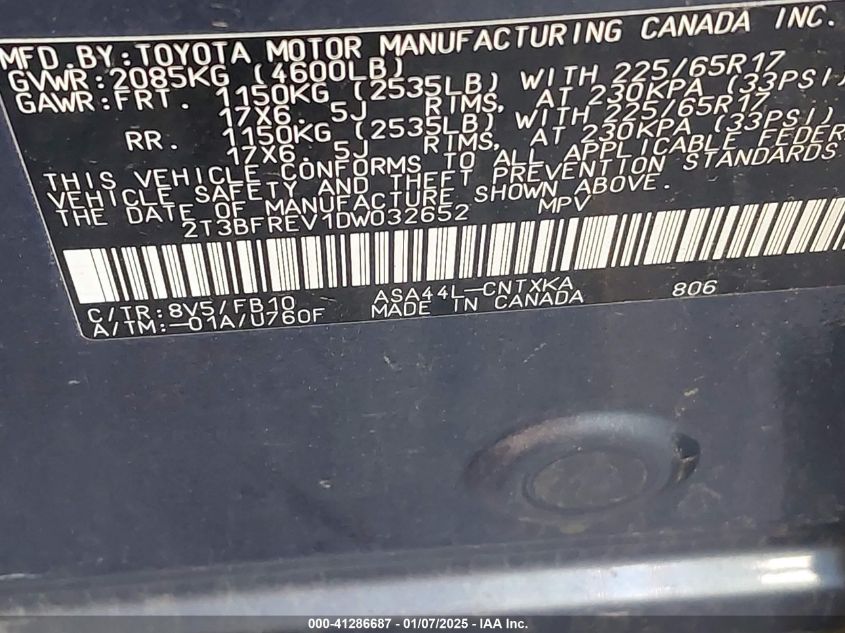 MFD. BY: TOYOTA MOTOR MANUFACTURING CANADA INC.
GVWR: 2085KG (4600LB)
GAWR: FRT. 1150KG (2535LB) WITH 225/65R17
17X6. 5J RIMS, AT 230KPA (33PSI)
RR. 1150KG (2535LB) WITH 225/65R17
17X6. 5J RIMS, AT 230KPA (33PSI)
THIS VEHICLE CONFORMS TO ALL APPLICABLE FEDER
VEHICLE SAFETY AND THEFT PREVENTION STANDARDS
THE DATE OF MANUFACTURE SHOWN ABOVE.
2T3BFREV1DW032652 MPV
C/TR: 8V5/FB10 ASA44L-CNTXKA 806
A/TM: -01A/U760F MADE IN CANADA
000-41286687 - 01/07/2025 - IAA Inc.